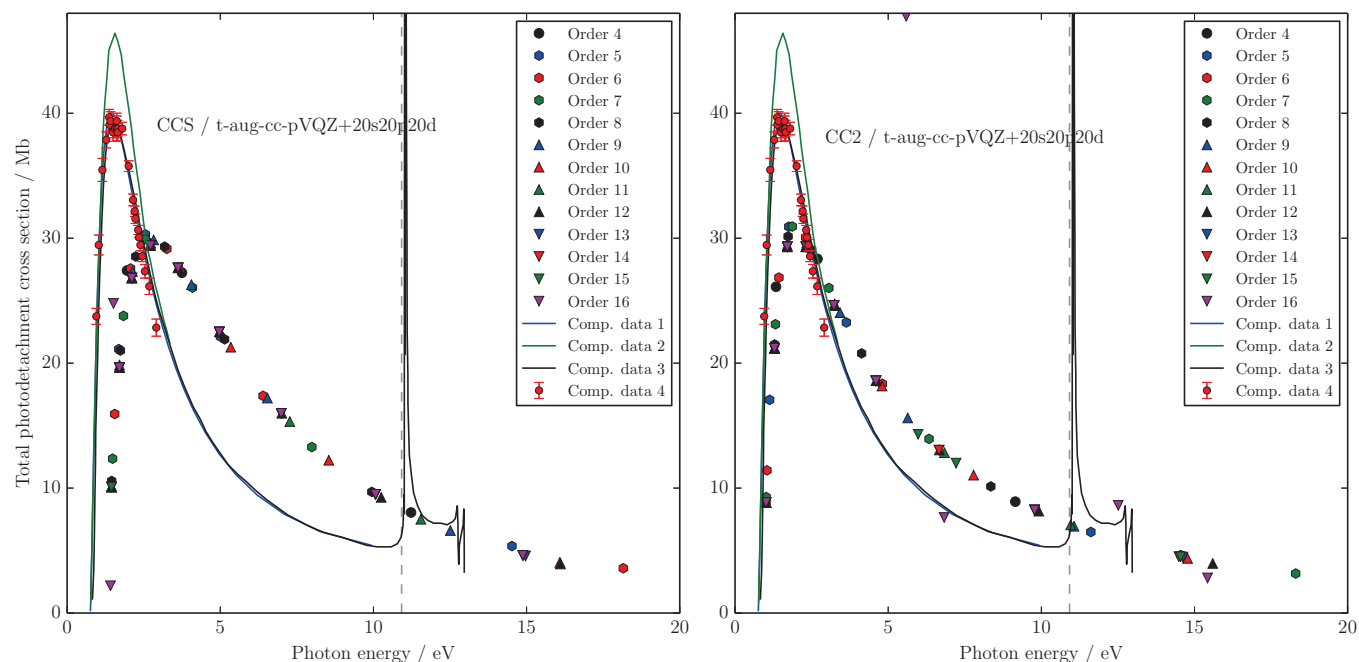 Total photodetachment cross section / Mb
40
30
20
10
0
CCS / t-aug-cc-pVQZ+20s20p20d
Order 4
Order 5
Order 6
Order 7
Order 8
Order 9
Order 10
Order 11
Order 12
Order 13
Order 14
Order 15
Order 16
Comp. data 1
Comp. data 2
Comp. data 3
Comp. data 4
0 5 10 15 20
Photon energy / eV
CC2 / t-aug-cc-pVQZ+20s20p20d
Order 4
Order 5
Order 6
Order 7
Order 8
Order 9
Order 10
Order 11
Order 12
Order 13
Order 14
Order 15
Order 16
Comp. data 1
Comp. data 2
Comp. data 3
Comp. data 4
0 5 10 15 20
Photon energy / eV